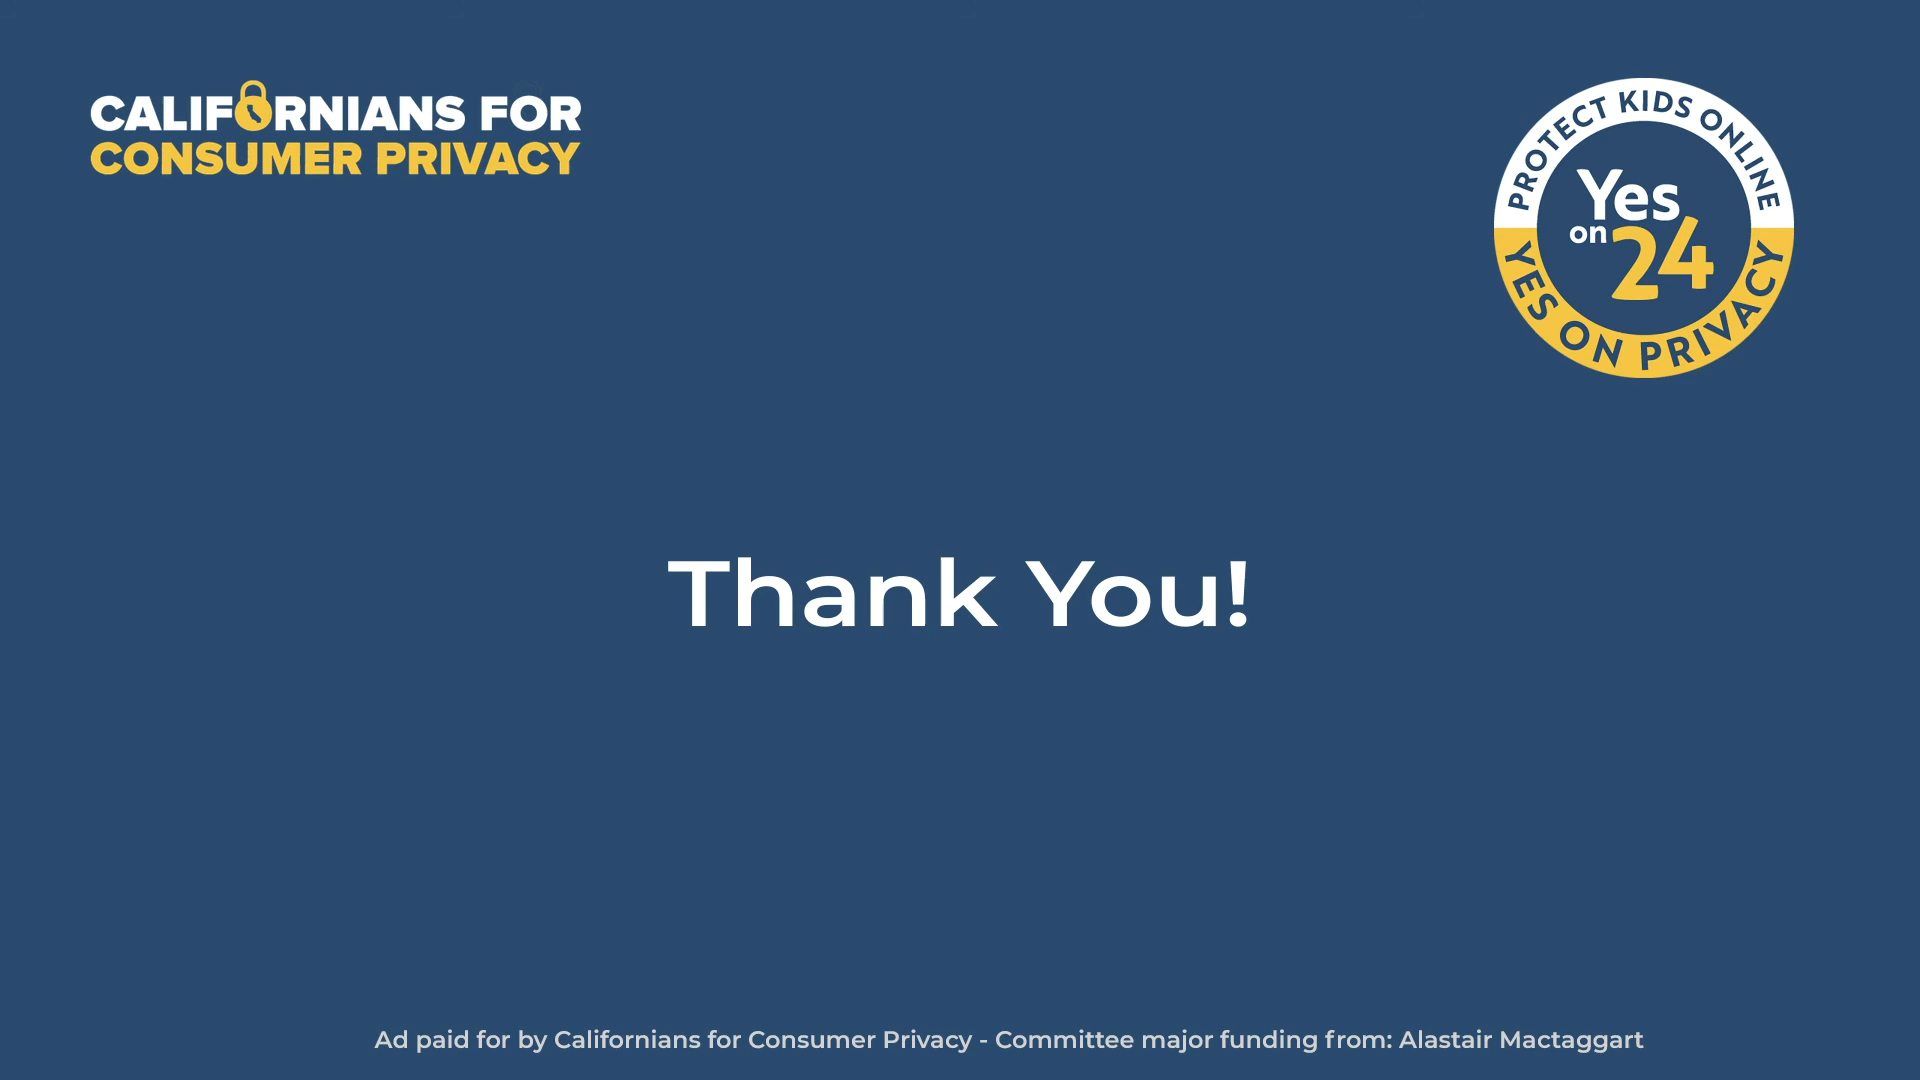 CALIFORNIANS FOR
CONSUMER PRIVACY
PROTECT KIDS ONLINE
Yes
on 24
YES ON PRIVACY
Thank You!
Ad paid for by Californians for Consumer Privacy - Committee major funding from: Alastair Mactaggart